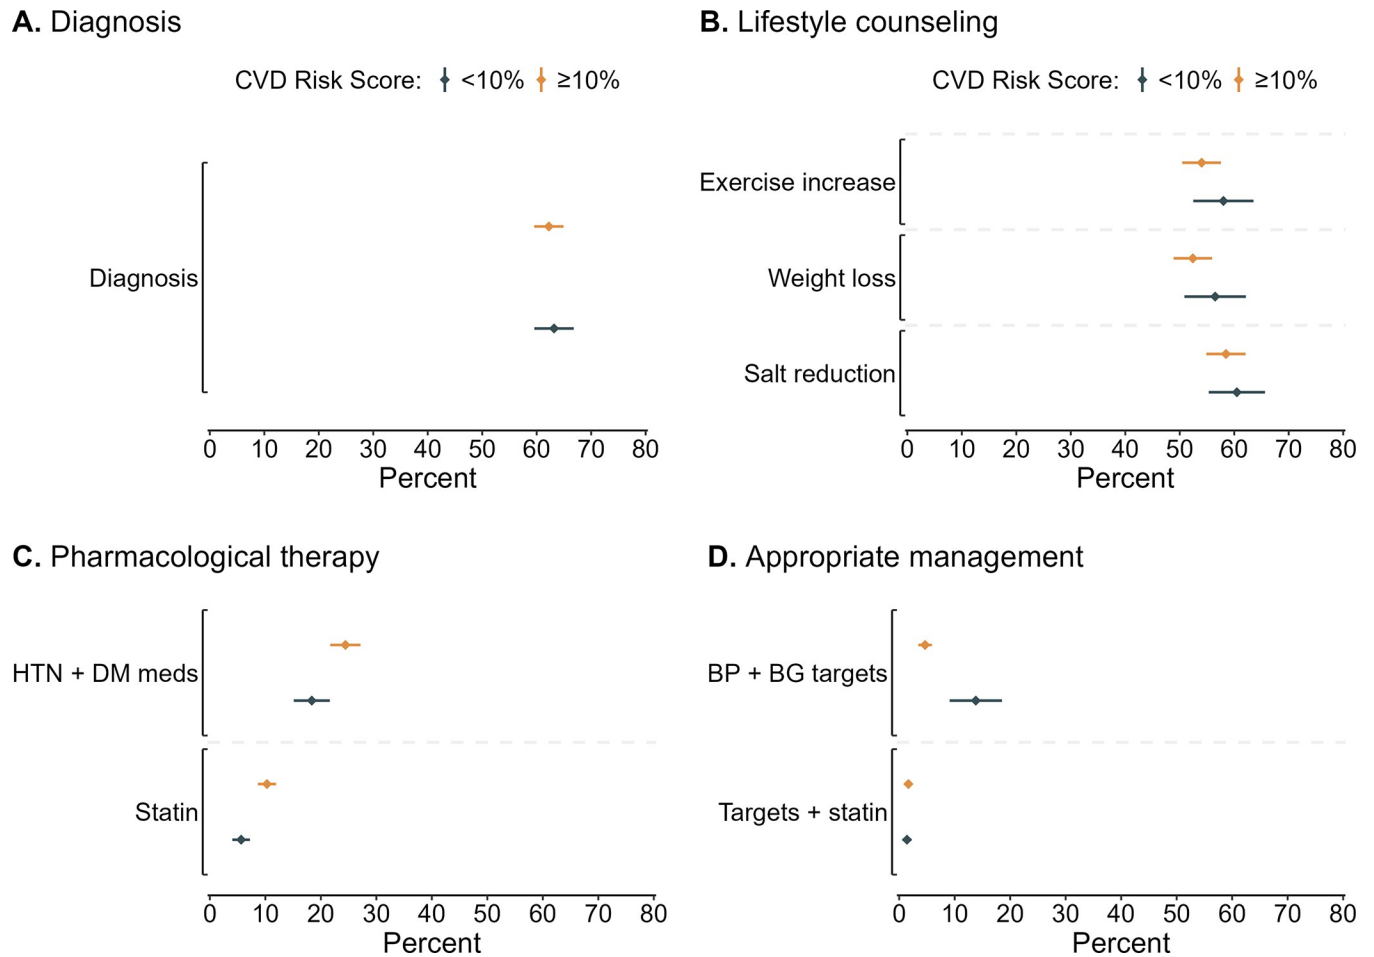 A. Diagnosis
CVD Risk Score: <10% ≥10%
Diagnosis
0 10 20 30 40 50 60 70 80
Percent
B. Lifestyle counseling
CVD Risk Score: <10% ≥10%
Exercise increase
Weight loss
Salt reduction
0 10 20 30 40 50 60 70 80
Percent
C. Pharmacological therapy
HTN + DM meds
Statin
0 10 20 30 40 50 60 70 80
Percent
D. Appropriate management
BP + BG targets
Targets + statin
0 10 20 30 40 50 60 70 80
Percent